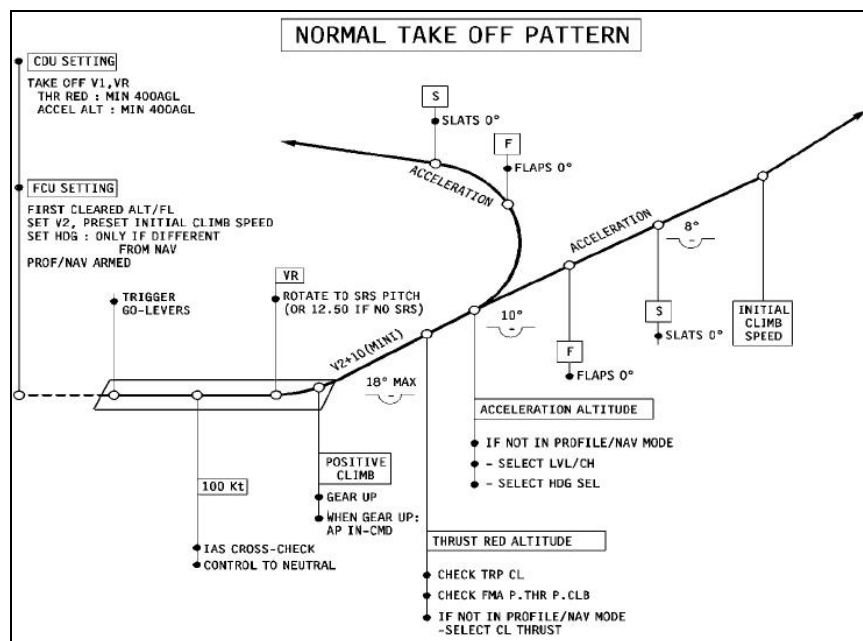 NORMAL TAKE OFF PATTERN
CDU SETTING
TAKE OFF V1,VR
THR RED : MIN 400AGL
ACCEL ALT : MIN 400AGL
FCU SETTING
FIRST CLEARED ALT/FL
SET V2, PRESET INITIAL CLIMB SPEED
SET HDG : ONLY IF DIFFERENT
FROM NAV
PROF/NAV ARMED
TRIGGER
GO-LEVERS
VR
ROTATE TO SRS PITCH
(OR 12.50 IF NO SRS)
100 Kt
IAS CROSS-CHECK
CONTROL TO NEUTRAL
V2+10(MINI)
18° MAX
POSITIVE
CLIMB
GEAR UP
WHEN GEAR UP:
AP IN-CMD
THRUST RED ALTITUDE
CHECK TRP CL
CHECK FMA P.THR P.CLB
IF NOT IN PROFILE/NAV MODE
-SELECT CL THRUST
10°
ACCELERATION ALTITUDE
IF NOT IN PROFILE/NAV MODE
- SELECT LVL/CH
- SELECT HDG SEL
S
SLATS 0°
F
FLAPS 0°
ACCELERATION
ACCELERATION
8°
F
FLAPS 0°
S
SLATS 0°
INITIAL
CLIMB
SPEED